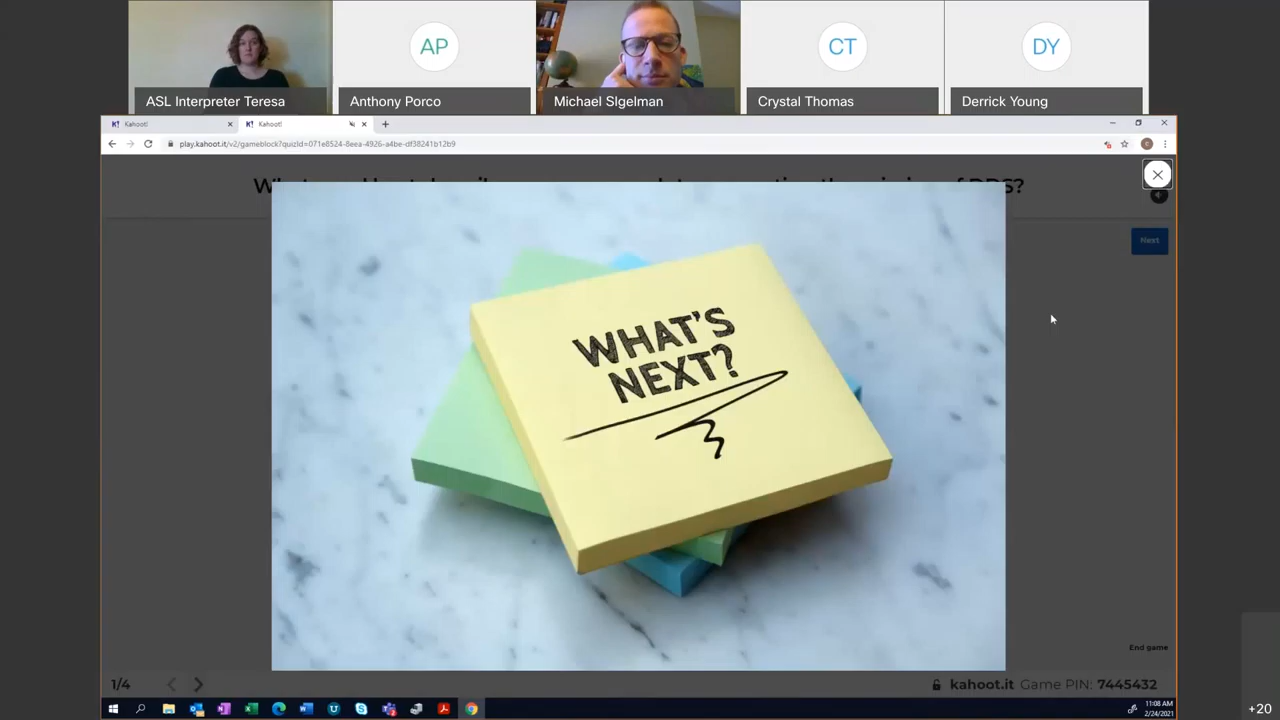 AP
CT
DY
ASL Interpreter Teresa
Anthony Porco
Michael SIgelman
Crystal Thomas
Derrick Young
Kahoot!
Kahoot!
play.kahoot.it/v2/gameblock?quizId=071e8524-8eea-4926-a4be-df38241b12b9
Next
WHAT'S
NEXT?
End game
1/4
kahoot.it Game PIN: 7445432
11:08 AM
2/24/2021
+20